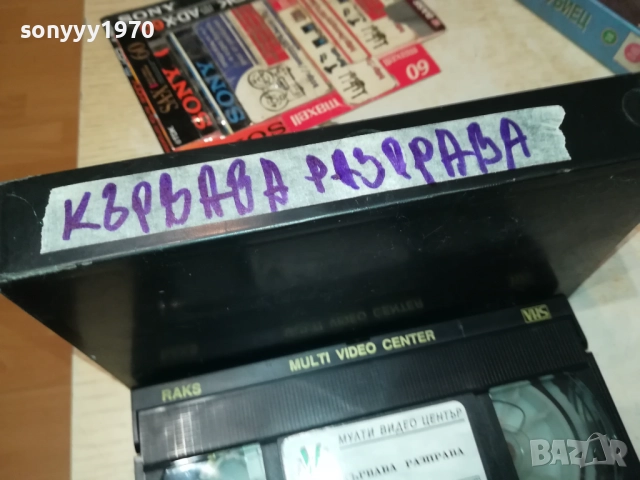 sonyyy1970
SONY
maxell
60
КЪРВАВА РАЗПРАВА
RAKS
MULTI VIDEO CENTER
VHS
МУЛТИ ВИДЕО ЦЕНТЪР
ЪРВАВА РАЗПРАВА
BAZAR